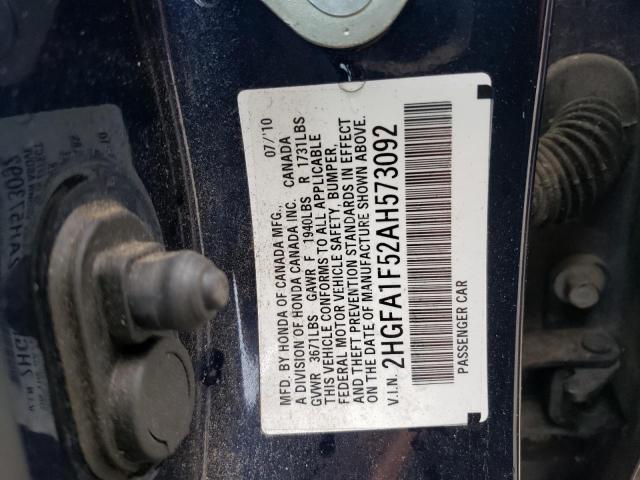 MFD. BY HONDA OF CANADA MFG., 07/'10
A DIVISION OF HONDA CANADA INC. CANADA
GVWR 3671LBS GAWR F 1940LBS R 1731LBS
THIS VEHICLE CONFORMS TO ALL APPLICABLE
FEDERAL MOTOR VEHICLE SAFETY, BUMPER,
AND THEFT PREVENTION STANDARDS IN EFFECT
ON THE DATE OF MANUFACTURE SHOWN ABOVE.
V.I.N. 2HGFA1F52AH573092
PASSENGER CAR